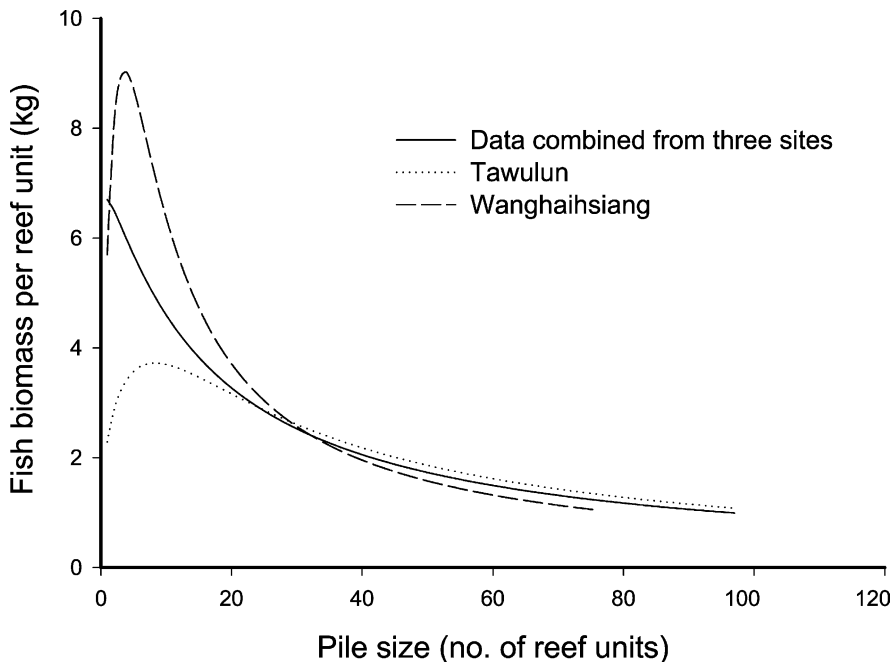 10
8
6
4
2
0
Fish biomass per reef unit (kg)
Data combined from three sites
Tawulun
Wanghaihsiang
0 20 40 60 80 100 120
Pile size (no. of reef units)